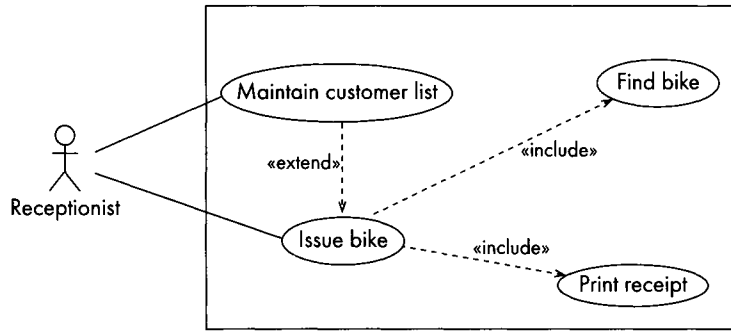 Maintain customer list
Find bike
«extend»
«include»
Receptionist
Issue bike
«include»
Print receipt